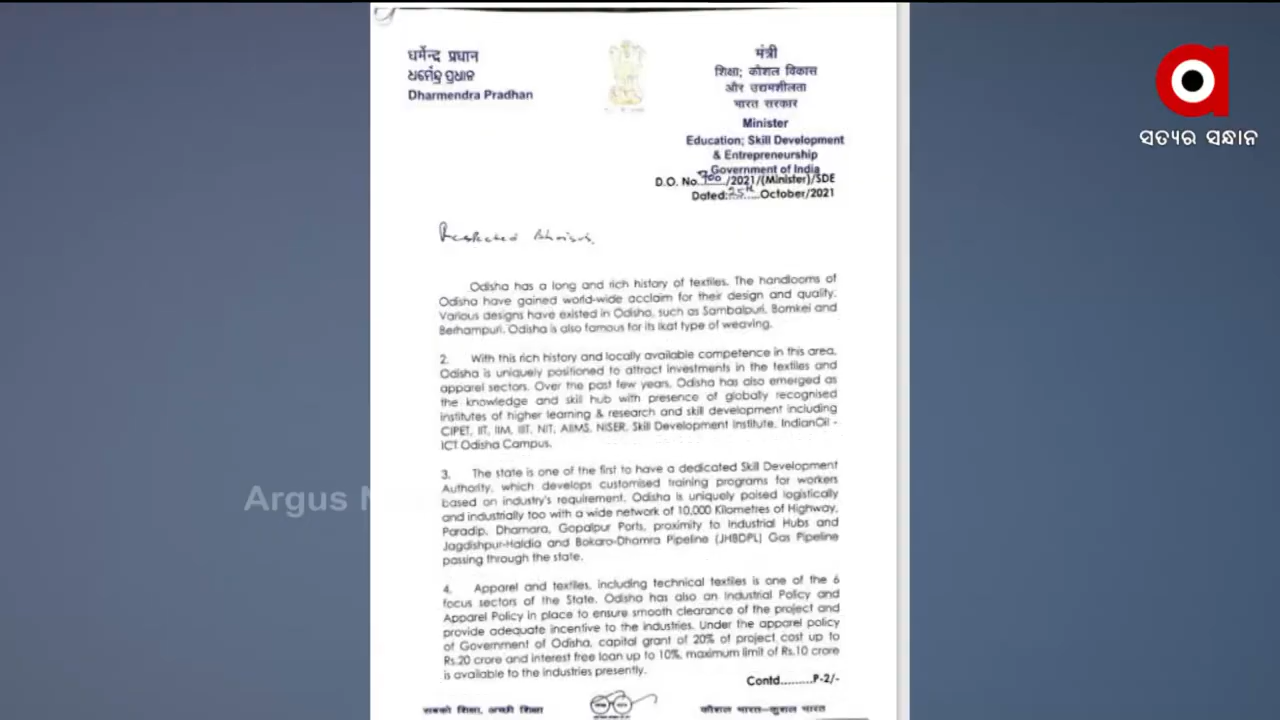 धर्मेन्द्र प्रधान
ଧର୍ମେନ୍ଦ୍ର ପ୍ରଧାନ
Dharmendra Pradhan
मंत्री
शिक्षा; कौशल विकास
और उद्यमशीलता
भारत सरकार
Minister
Education; Skill Development
& Entrepreneurship
Government of India
D.O. No. 900/2021/(Minister)/SDE
Dated: 25th October/2021
ସତ୍ୟର ସନ୍ଧାନ
Odisha has a long and rich history of textiles. The handlooms of
Odisha have gained world-wide acclaim for their design and quality.
Various designs have existed in Odisha, such as Sambalpuri, Bomkei and
Berhampuri. Odisha is also famous for its Ikat type of weaving.
2. With this rich history and locally available competence in this area,
Odisha is uniquely positioned to attract investments in the textiles and
apparel sectors. Over the past few years, Odisha has also emerged as
the knowledge and skill hub with presence of globally recognised
institutes of higher learning & research and skill development including
CIPET, IIT, IIM, IIIT, NIT, AIIMS, NISER, Skill Development Institute, IndianOil -
ICT Odisha Campus.
3. The state is one of the first to have a dedicated Skill Development
Authority, which develops customised training programs for workers
based on industry's requirement. Odisha is uniquely poised logistically
and industrially too with a wide network of 10,000 Kilometres of Highway,
Paradip, Dhamara, Gopalpur Ports, proximity to Industrial Hubs and
Jagdishpur-Haldia and Bokaro-Dhamra Pipeline (JHBDPL) Gas Pipeline
passing through the state.
Argus N
4. Apparel and textiles, including technical textiles is one of the 6
focus sectors of the State. Odisha has also an Industrial Policy and
Apparel Policy in place to ensure smooth clearance of the project and
provide adequate incentive to the industries. Under the apparel policy
of Government of Odisha, capital grant of 20% of project cost up to
Rs.20 crore and interest free loan up to 10%, maximum limit of Rs.10 crore
is available to the industries presently.
Contd.........P-2/-
सबको शिक्षा, अच्छी शिक्षा
कौशल भारत-कुशल भारत